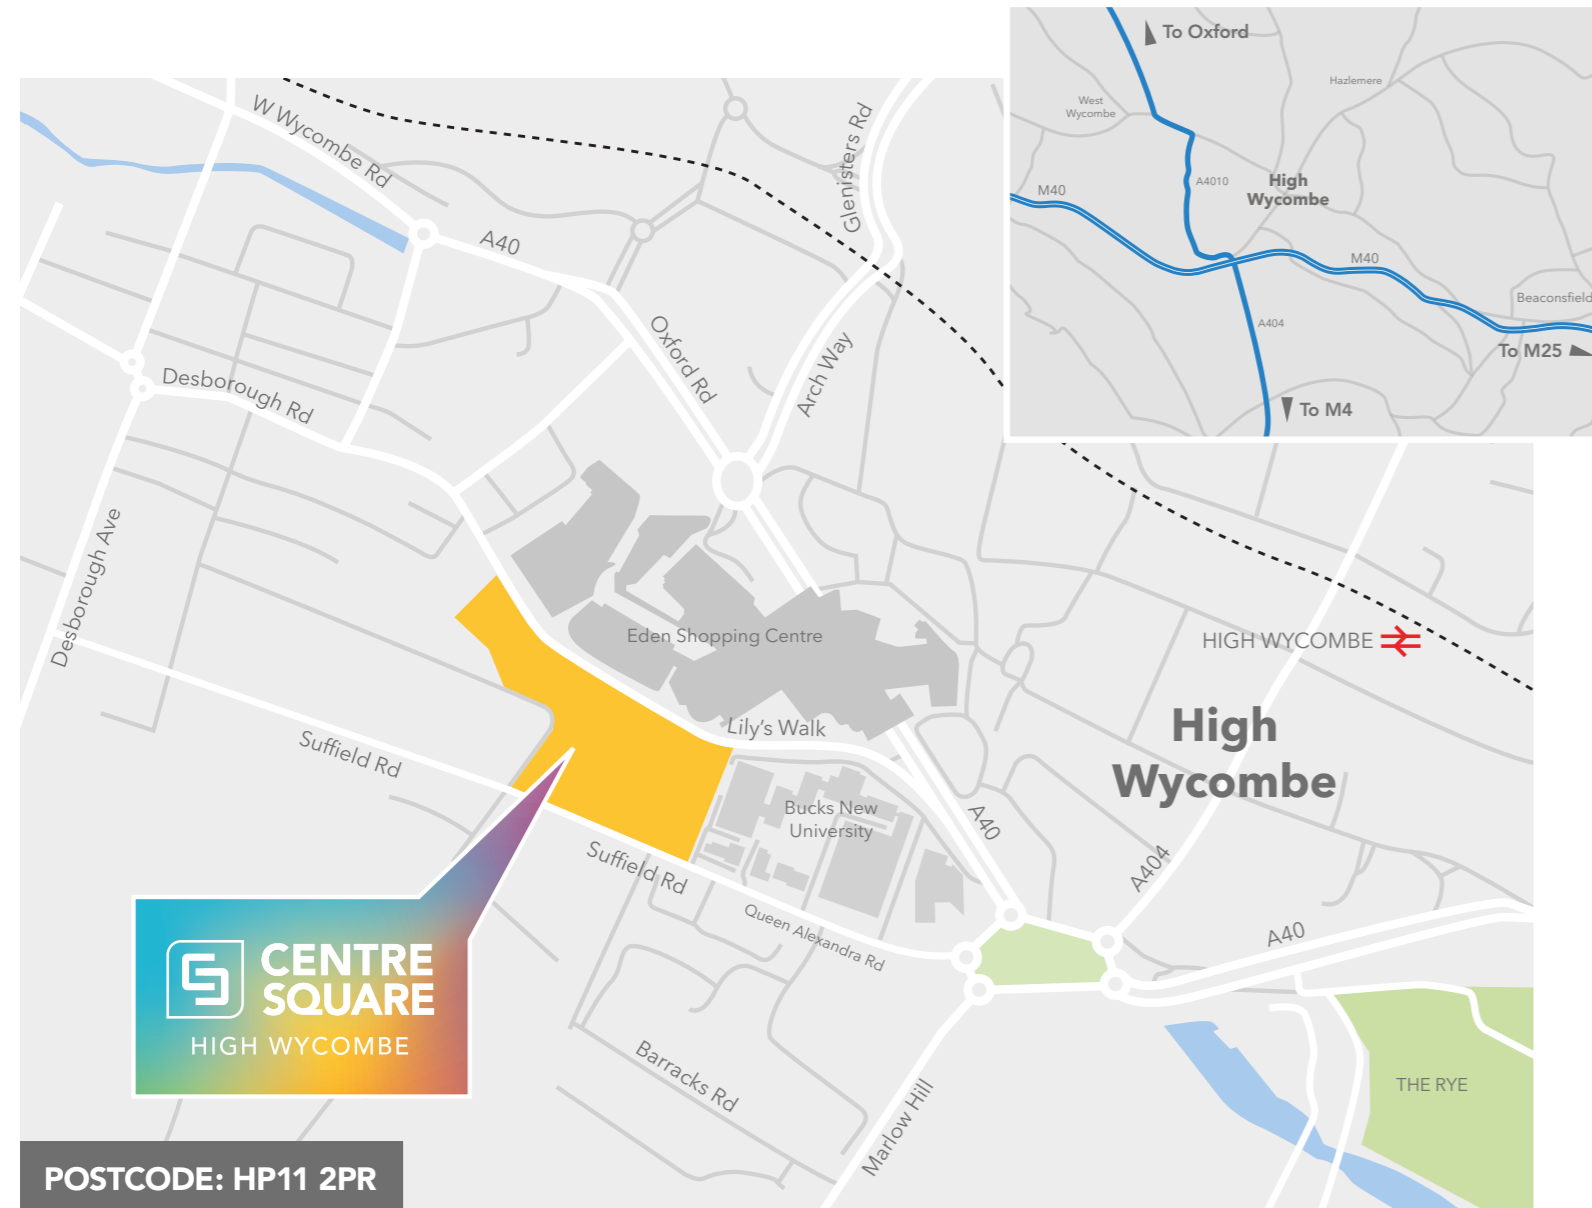 To Oxford
Hazlemere
West
Wycombe
A4010
High
Wycombe
M40
M40
Beaconsfield
A404
To M25
To M4
W Wycombe Rd
Glenisters Rd
A40
Oxford Rd
Arch Way
Desborough Rd
Desborough Ave
Eden Shopping Centre
HIGH WYCOMBE
High
Wycombe
Lily's Walk
Suffield Rd
Bucks New
University
A40
Suffield Rd
A404
Queen Alexandra Rd
A40
CENTRE
SQUARE
HIGH WYCOMBE
Barracks Rd
Marlow Hill
THE RYE
POSTCODE: HP11 2PR